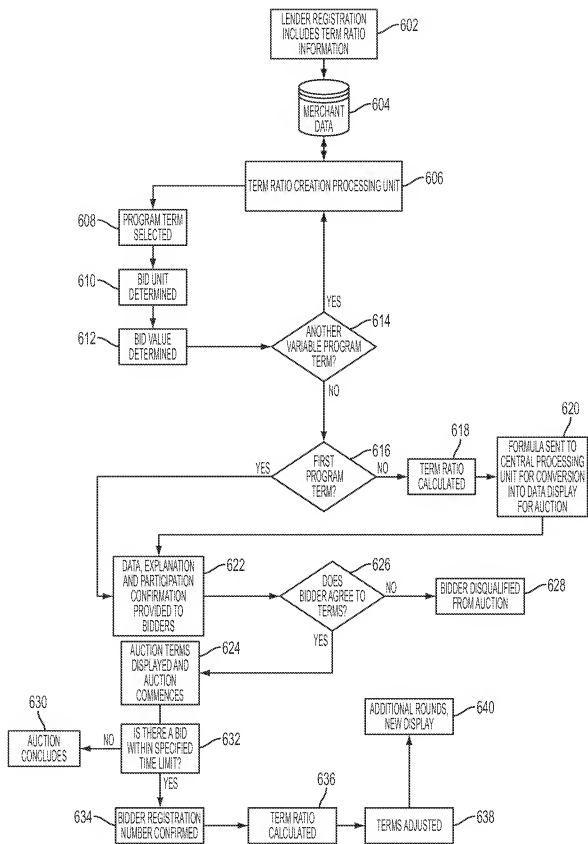 LENDER REGISTRATION
INCLUDES TERM RATIO
INFORMATION
602
MERCHANT
DATA
604
TERM RATIO CREATION PROCESSING UNIT
606
608
PROGRAM TERM
SELECTED
610
BID UNIT
DETERMINED
612
BID VALUE
DETERMINED
YES
614
ANOTHER
VARIABLE PROGRAM
TERM?
NO
616
FIRST
PROGRAM
TERM?
YES
NO
618
TERM RATIO
CALCULATED
620
FORMULA SENT TO
CENTRAL PROCESSING
UNIT FOR CONVERSION
INTO DATA DISPLAY
FOR AUCTION
DATA, EXPLANATION
AND PARTICIPATION
CONFIRMATION
PROVIDED TO
BIDDERS
622
626
DOES
BIDDER AGREE TO
TERMS?
NO
BIDDER DISQUALIFIED
FROM AUCTION
628
YES
AUCTION TERMS
DISPLAYED AND
AUCTION
COMMENCES
624
630
AUCTION
CONCLUDES
NO
IS THERE A BID
WITHIN SPECIFIED
TIME LIMIT?
632
YES
ADDITIONAL ROUNDS,
NEW DISPLAY
640
634
BIDDER REGISTRATION
NUMBER CONFIRMED
636
TERM RATIO
CALCULATED
TERMS ADJUSTED
638